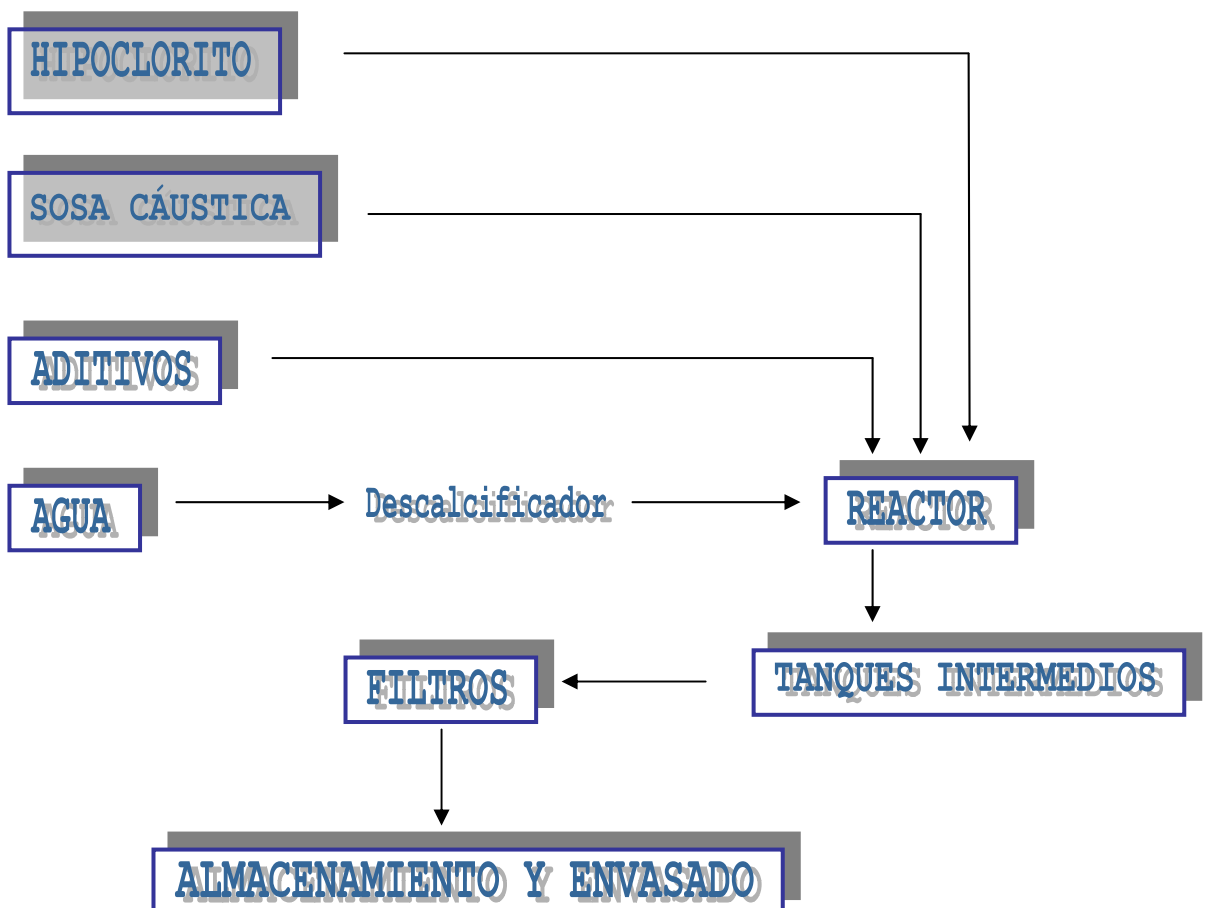 HIPOCLORITO
SOSA CÁUSTICA
ADITIVOS
AGUA
Descalcificador
REACTOR
TANQUES INTERMEDIOS
FILTROS
ALMACENAMIENTO Y ENVASADO